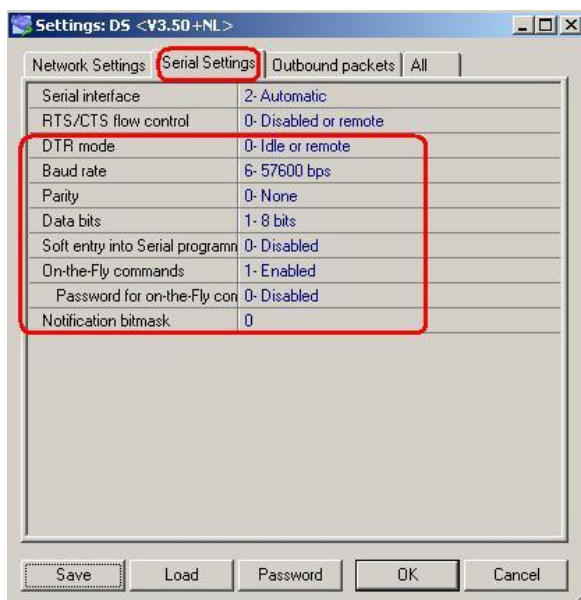 Settings: DS <V3.50+NL>
Network Settings Serial Settings Outbound packets All
Serial interface 2- Automatic
RTS/CTS flow control 0- Disabled or remote
DTR mode 0- Idle or remote
Baud rate 6- 57600 bps
Parity 0- None
Data bits 1- 8 bits
Soft entry into Serial programn 0- Disabled
On-the-Fly commands 1- Enabled
Password for on-the-Fly con 0- Disabled
Notification bitmask 0
Save Load Password OK Cancel